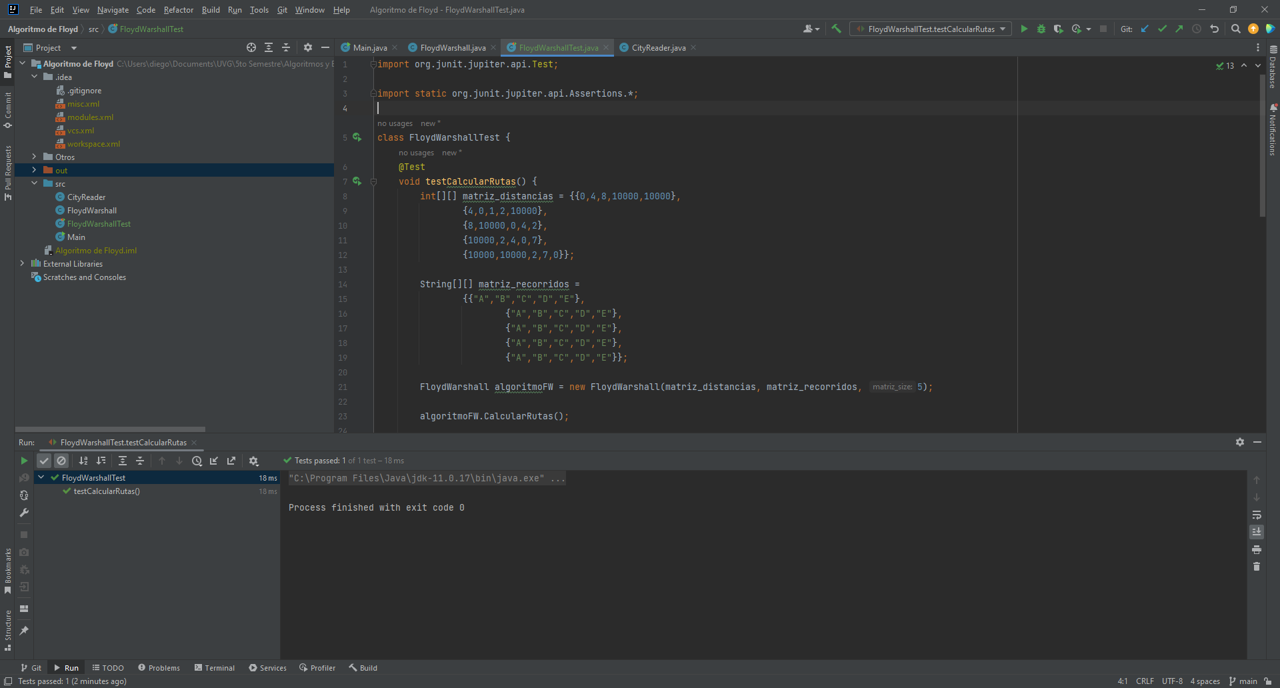 File Edit View Navigate Code Refactor Build Run Tools Git Window Help Algoritmo de Floyd - FloydWarshallTest.java
Algoritmo de Floyd src FloydWarshallTest FloydWarshallTest.testCalcularRutas Git:
Project Main.java FloydWarshall.java FloydWarshallTest.java CityReader.java
Algoritmo de Floyd C:\Users\diego\Documents\UVG\3to Semestre\Algoritmos y
.idea
.gitignore
misc.xml
modules.xml
vcs.xml
workspace.xml
Otros
out
src
CityReader
FloydWarshall
FloydWarshallTest
Main
Algoritmo de Floyd.iml
External Libraries
Scratches and Consoles
Project
Commit
Pull Requests
Bookmarks
Structure
Database
Notifications
13
1 import org.junit.jupiter.api.Test;
2
3 import static org.junit.jupiter.api.Assertions.*;
4
no usages new *
5 class FloydWarshallTest {
no usages new *
6 @Test
7 void testCalcularRutas() {
8 int[][] matriz_distancias = {{0,4,8,10000,10000},
9 {4,0,1,2,10000},
10 {8,10000,0,4,2},
11 {10000,2,4,0,7},
12 {10000,10000,2,7,0}};
13
14 String[][] matriz_recorridos =
15 {{"A","B","C","D","E"},
16 {"A","B","C","D","E"},
17 {"A","B","C","D","E"},
18 {"A","B","C","D","E"},
19 {"A","B","C","D","E"}};
20
21 FloydWarshall algoritmoFW = new FloydWarshall(matriz_distancias, matriz_recorridos, matriz_size: 5);
22
23 algoritmoFW.CalcularRutas();
Run: FloydWarshallTest.testCalcularRutas
Tests passed: 1 of 1 test – 18 ms
FloydWarshallTest 18 ms
testCalcularRutas() 18 ms
"C:\Program Files\Java\jdk-11.0.17\bin\java.exe" ...
Process finished with exit code 0
Git Run TODO Problems Terminal Services Profiler Build
Tests passed: 1 (2 minutes ago) 4:1 CRLF UTF-8 4 spaces main